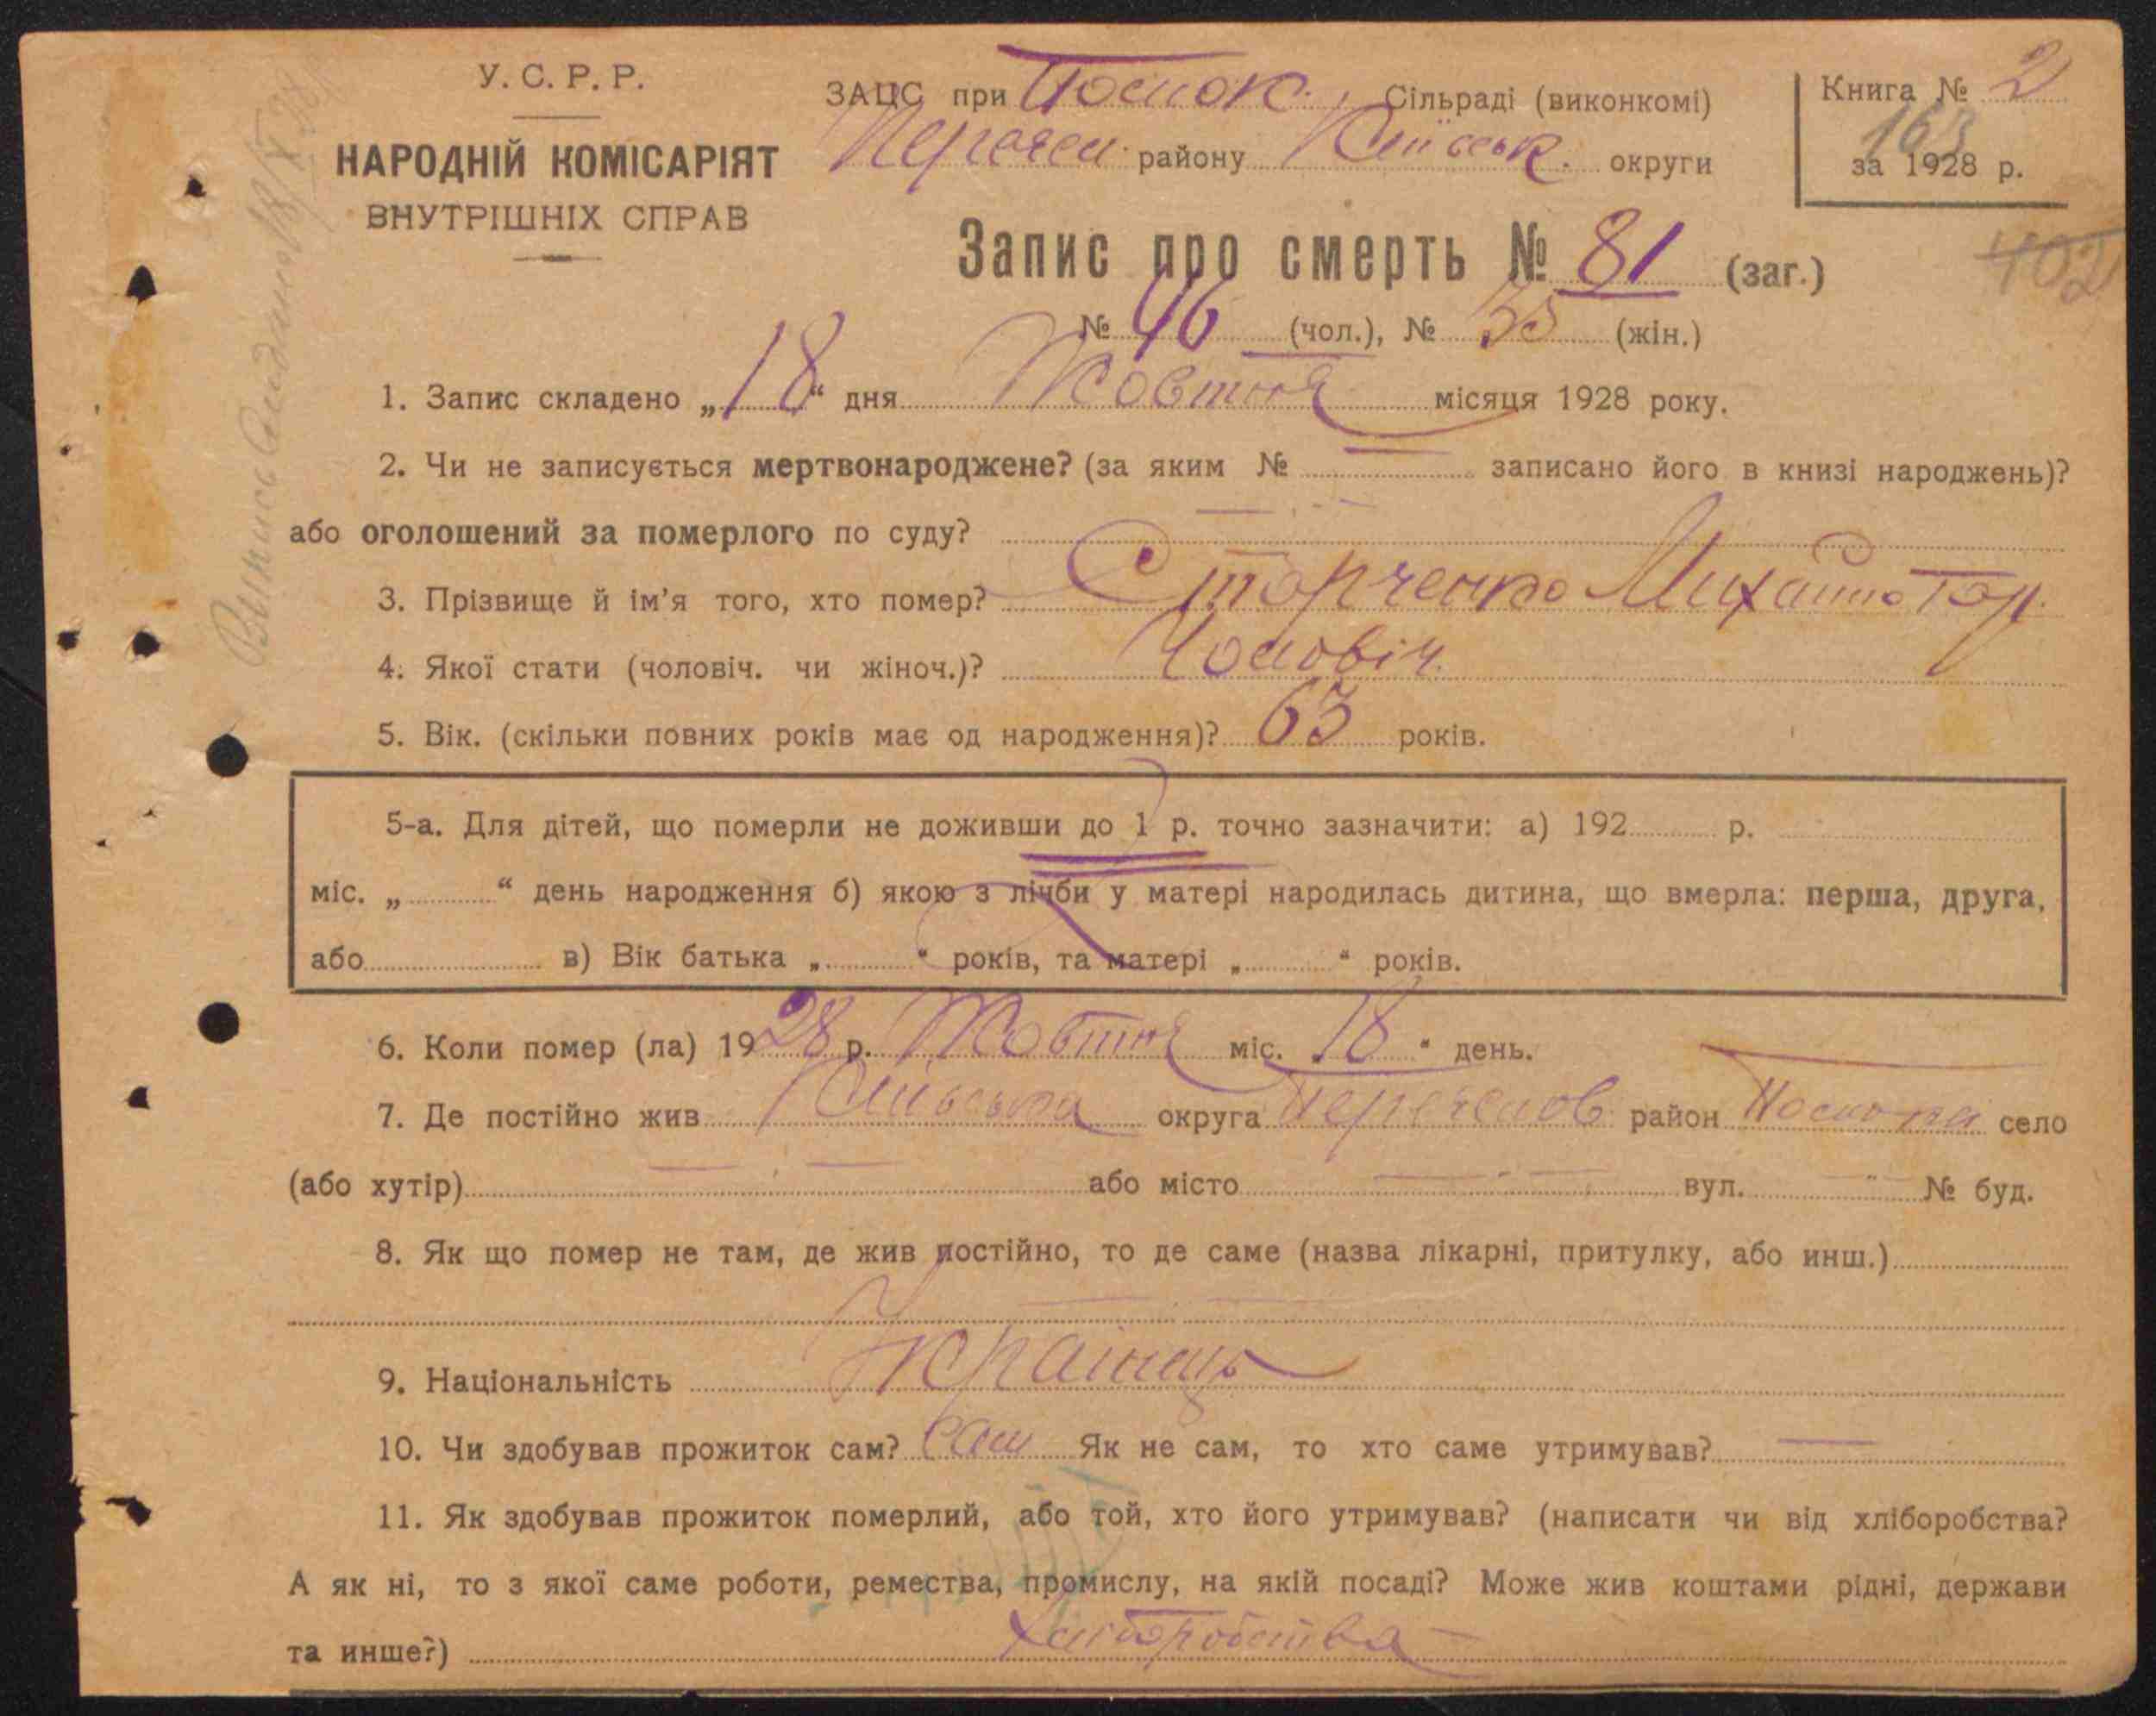 У. С. Р. Р.
НАРОДНІЙ КОМІСАРІЯТ
ВНУТРІШНІХ СПРАВ
ЗАЦС при Сільраді (виконкомі)
району Київськ. округи
Книга № 2
163
за 1928 р.
402
Запис про смерть № 81 (заг.)
№ 46 (чол.), № 35 (жін.)
1. Запис складено „18“ дня Жовтня місяця 1928 року.
2. Чи не записується мертвонароджене? (за яким № записано його в книзі народжень)?
або оголошений за померлого по суду?
3. Прізвище й ім’я того, хто помер? Сторченко Михайло
4. Якої стати (чоловіч. чи жіноч.)? Чоловіч.
5. Вік. (скільки повних років має од народження)? 63 років.
5-а. Для дітей, що померли не доживши до 1 р. точно зазначити: а) 192 р.
міс. „ “ день народження б) якою з лічби у матері народилась дитина, що вмерла: перша, друга,
або в) Вік батька „ “ років, та матері „ “ років.
6. Коли помер (ла) 1928 р. Жовтня міс. „18“ день.
7. Де постійно жив Київська округа район село
(або хутір) або місто вул. № буд.
8. Як що помер не там, де жив постійно, то де саме (назва лікарні, притулку, або инш.)
9. Національність Українець
10. Чи здобував прожиток сам? Сам Як не сам, то хто саме утримував? —
11. Як здобував прожиток померлий, або той, хто його утримував? (написати чи від хліборобства?
А як ні, то з якої саме роботи, ремества, промислу, на якій посаді? Може жив коштами рідні, держави
та инше?) Хліборобства